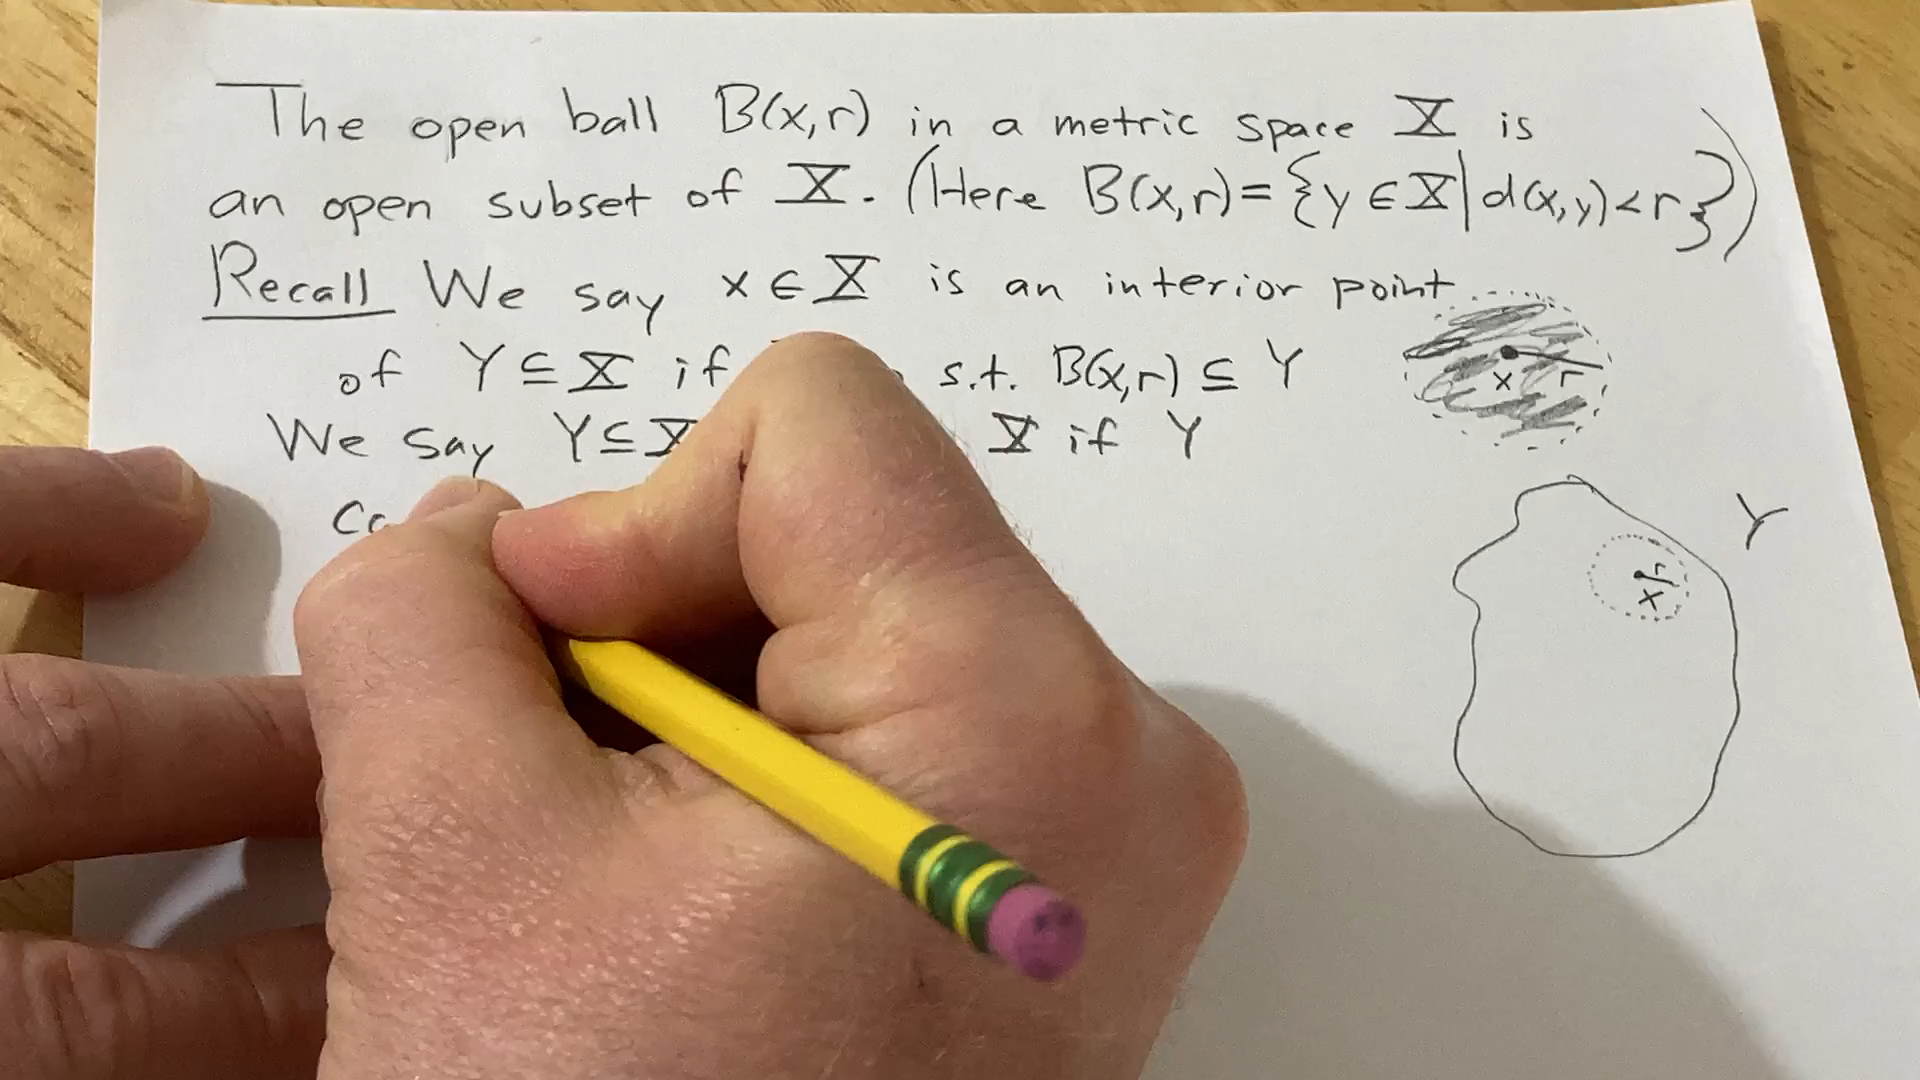 The open ball B(x,r) in a metric space X is
an open subset of X. (Here B(x,r)={y∈X|d(x,y)<r})
Recall We say x∈X is an interior point
of Y⊆X if s.t. B(x,r)⊆Y
We say Y⊆X X if Y
x r
Y
r
x